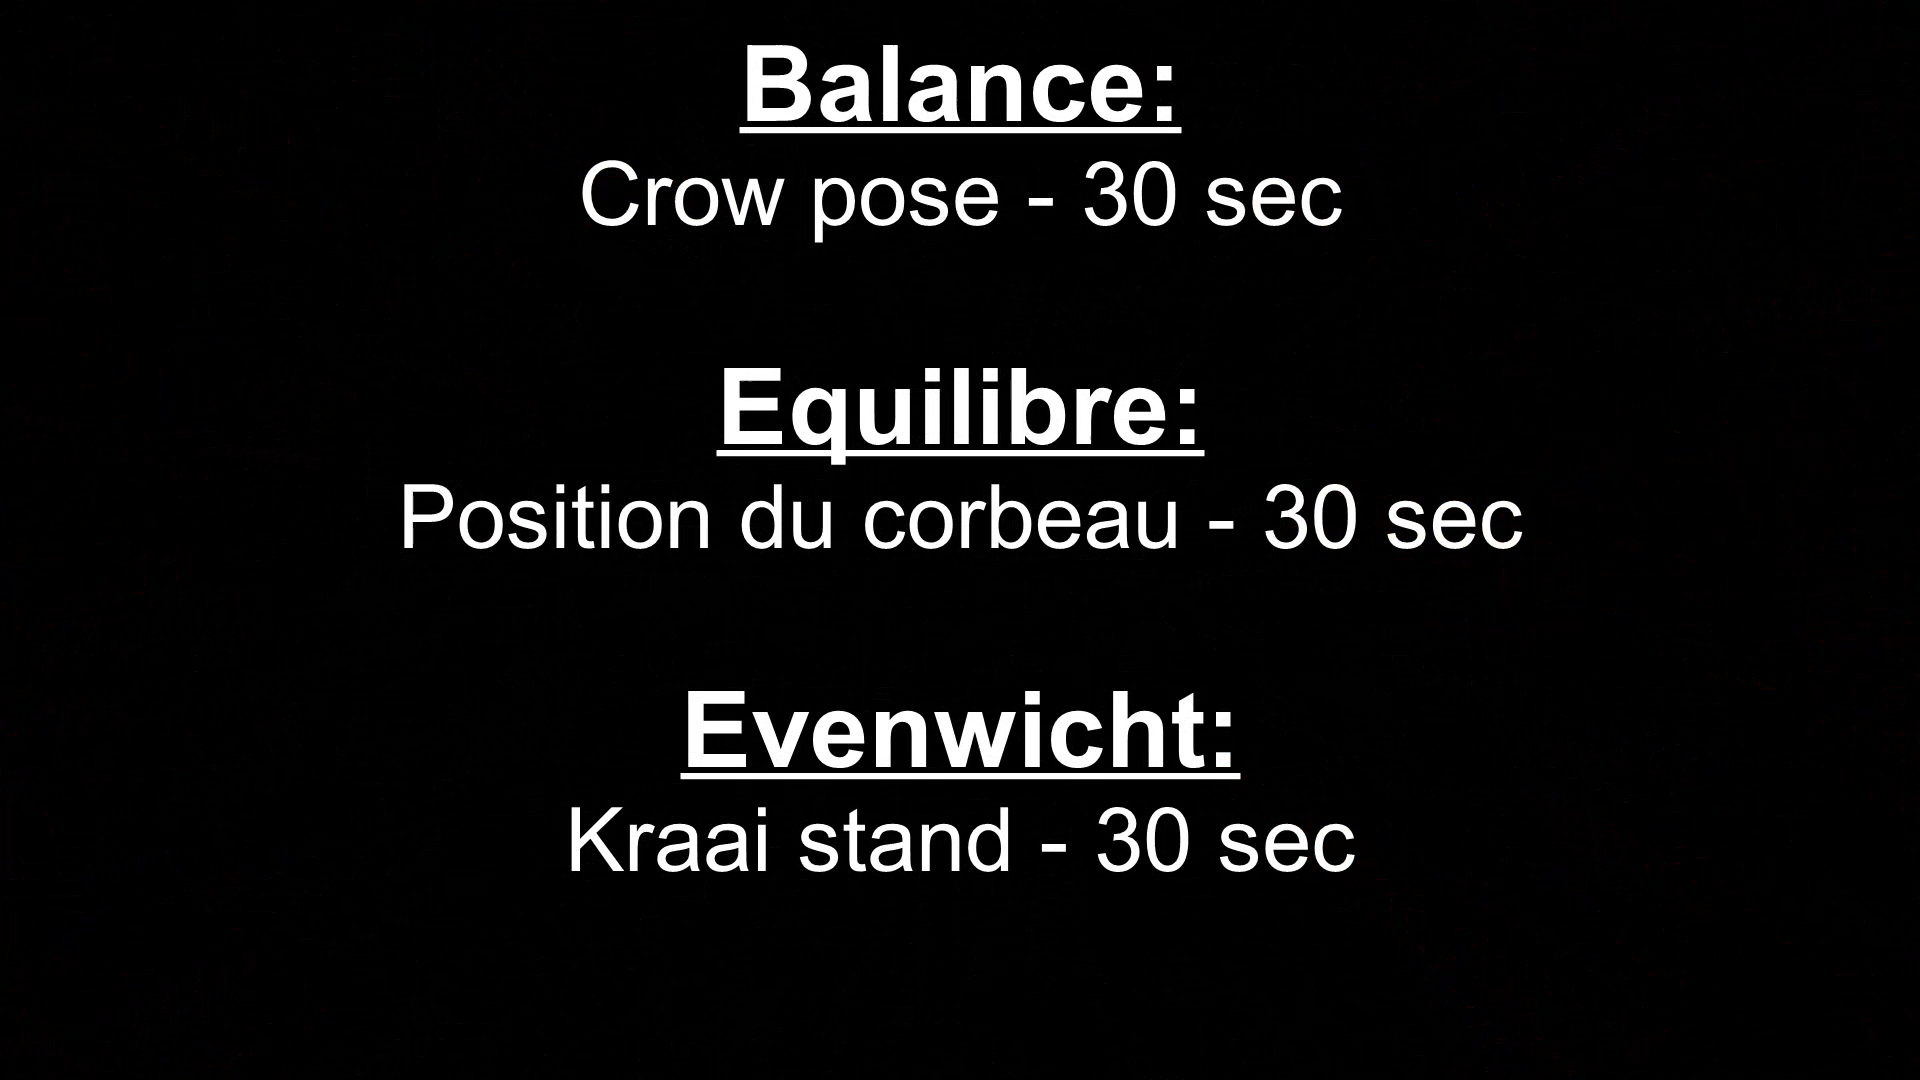 Balance:
Crow pose - 30 sec
Equilibre:
Position du corbeau - 30 sec
Evenwicht:
Kraai stand - 30 sec